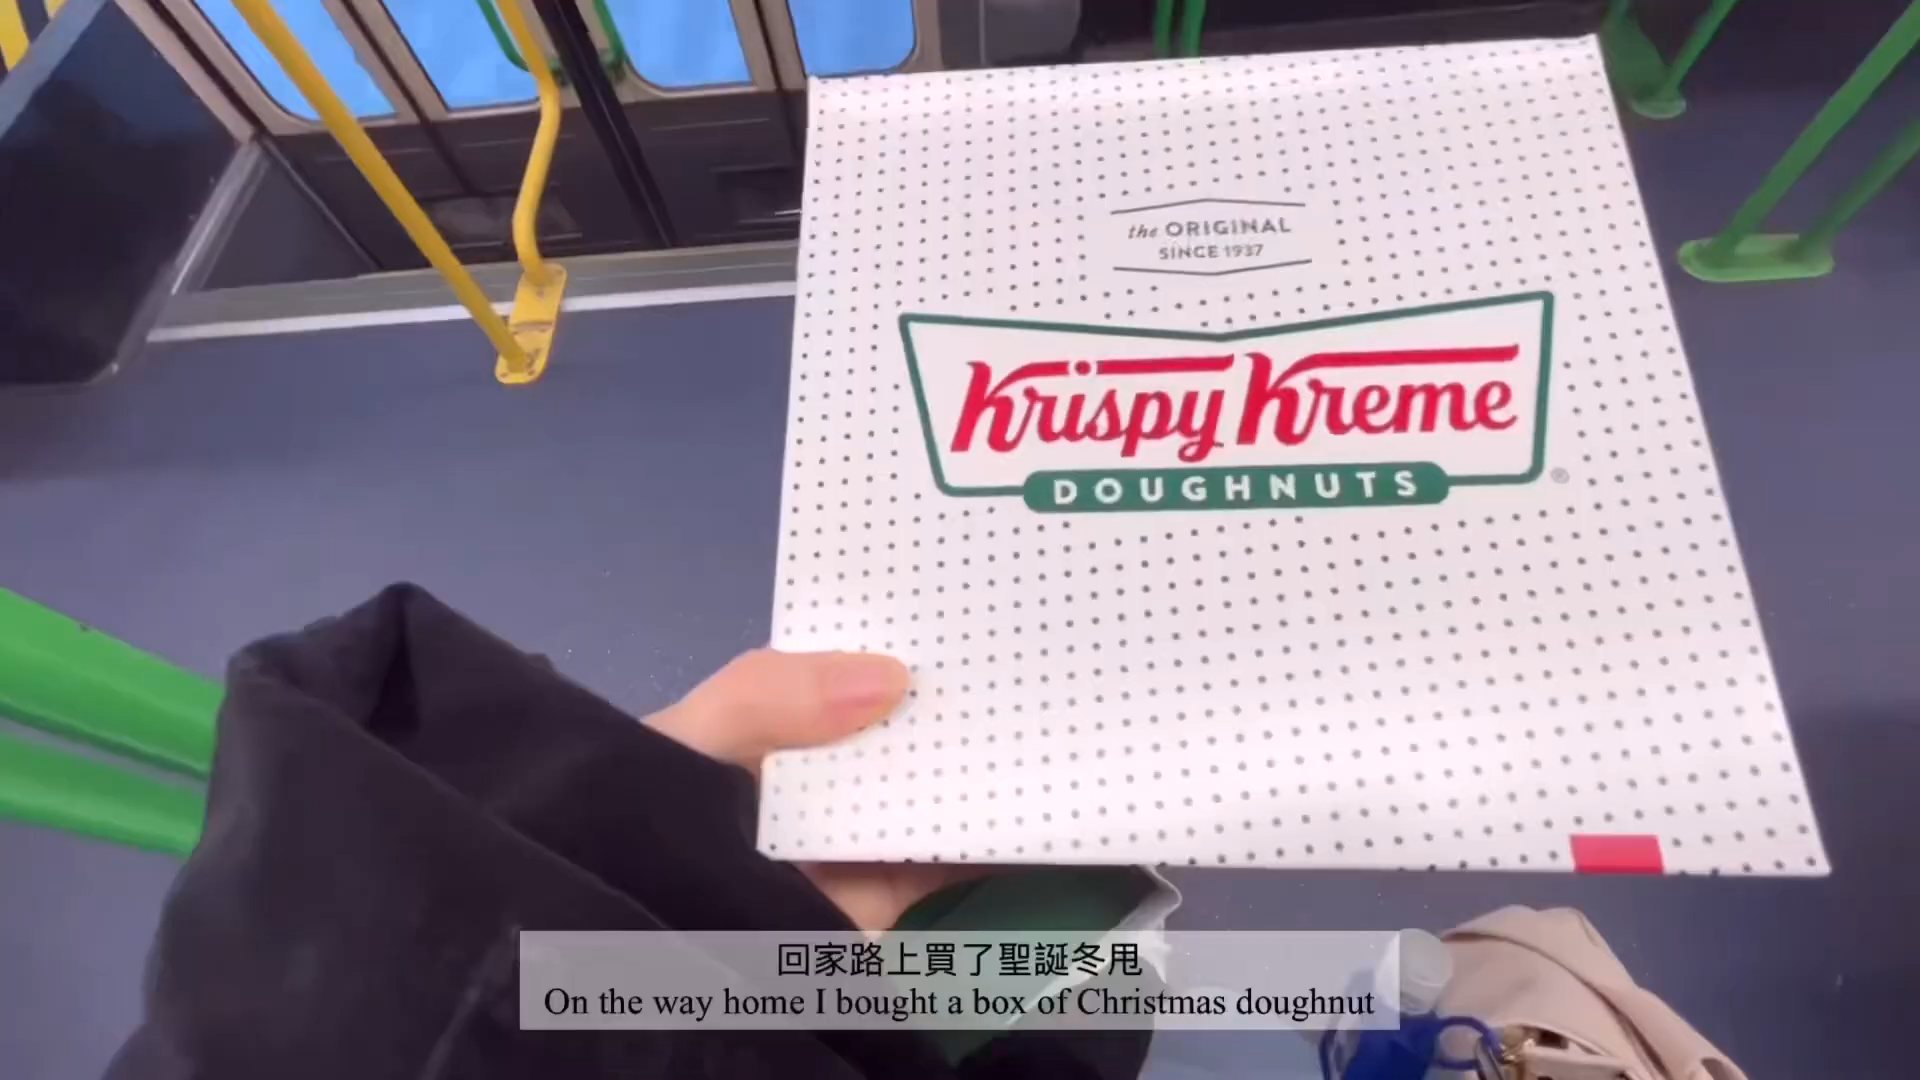 the ORIGINAL
SINCE 1937
Krispy Kreme
DOUGHNUTS
®
回家路上買了聖誕冬甩
On the way home I bought a box of Christmas doughnut